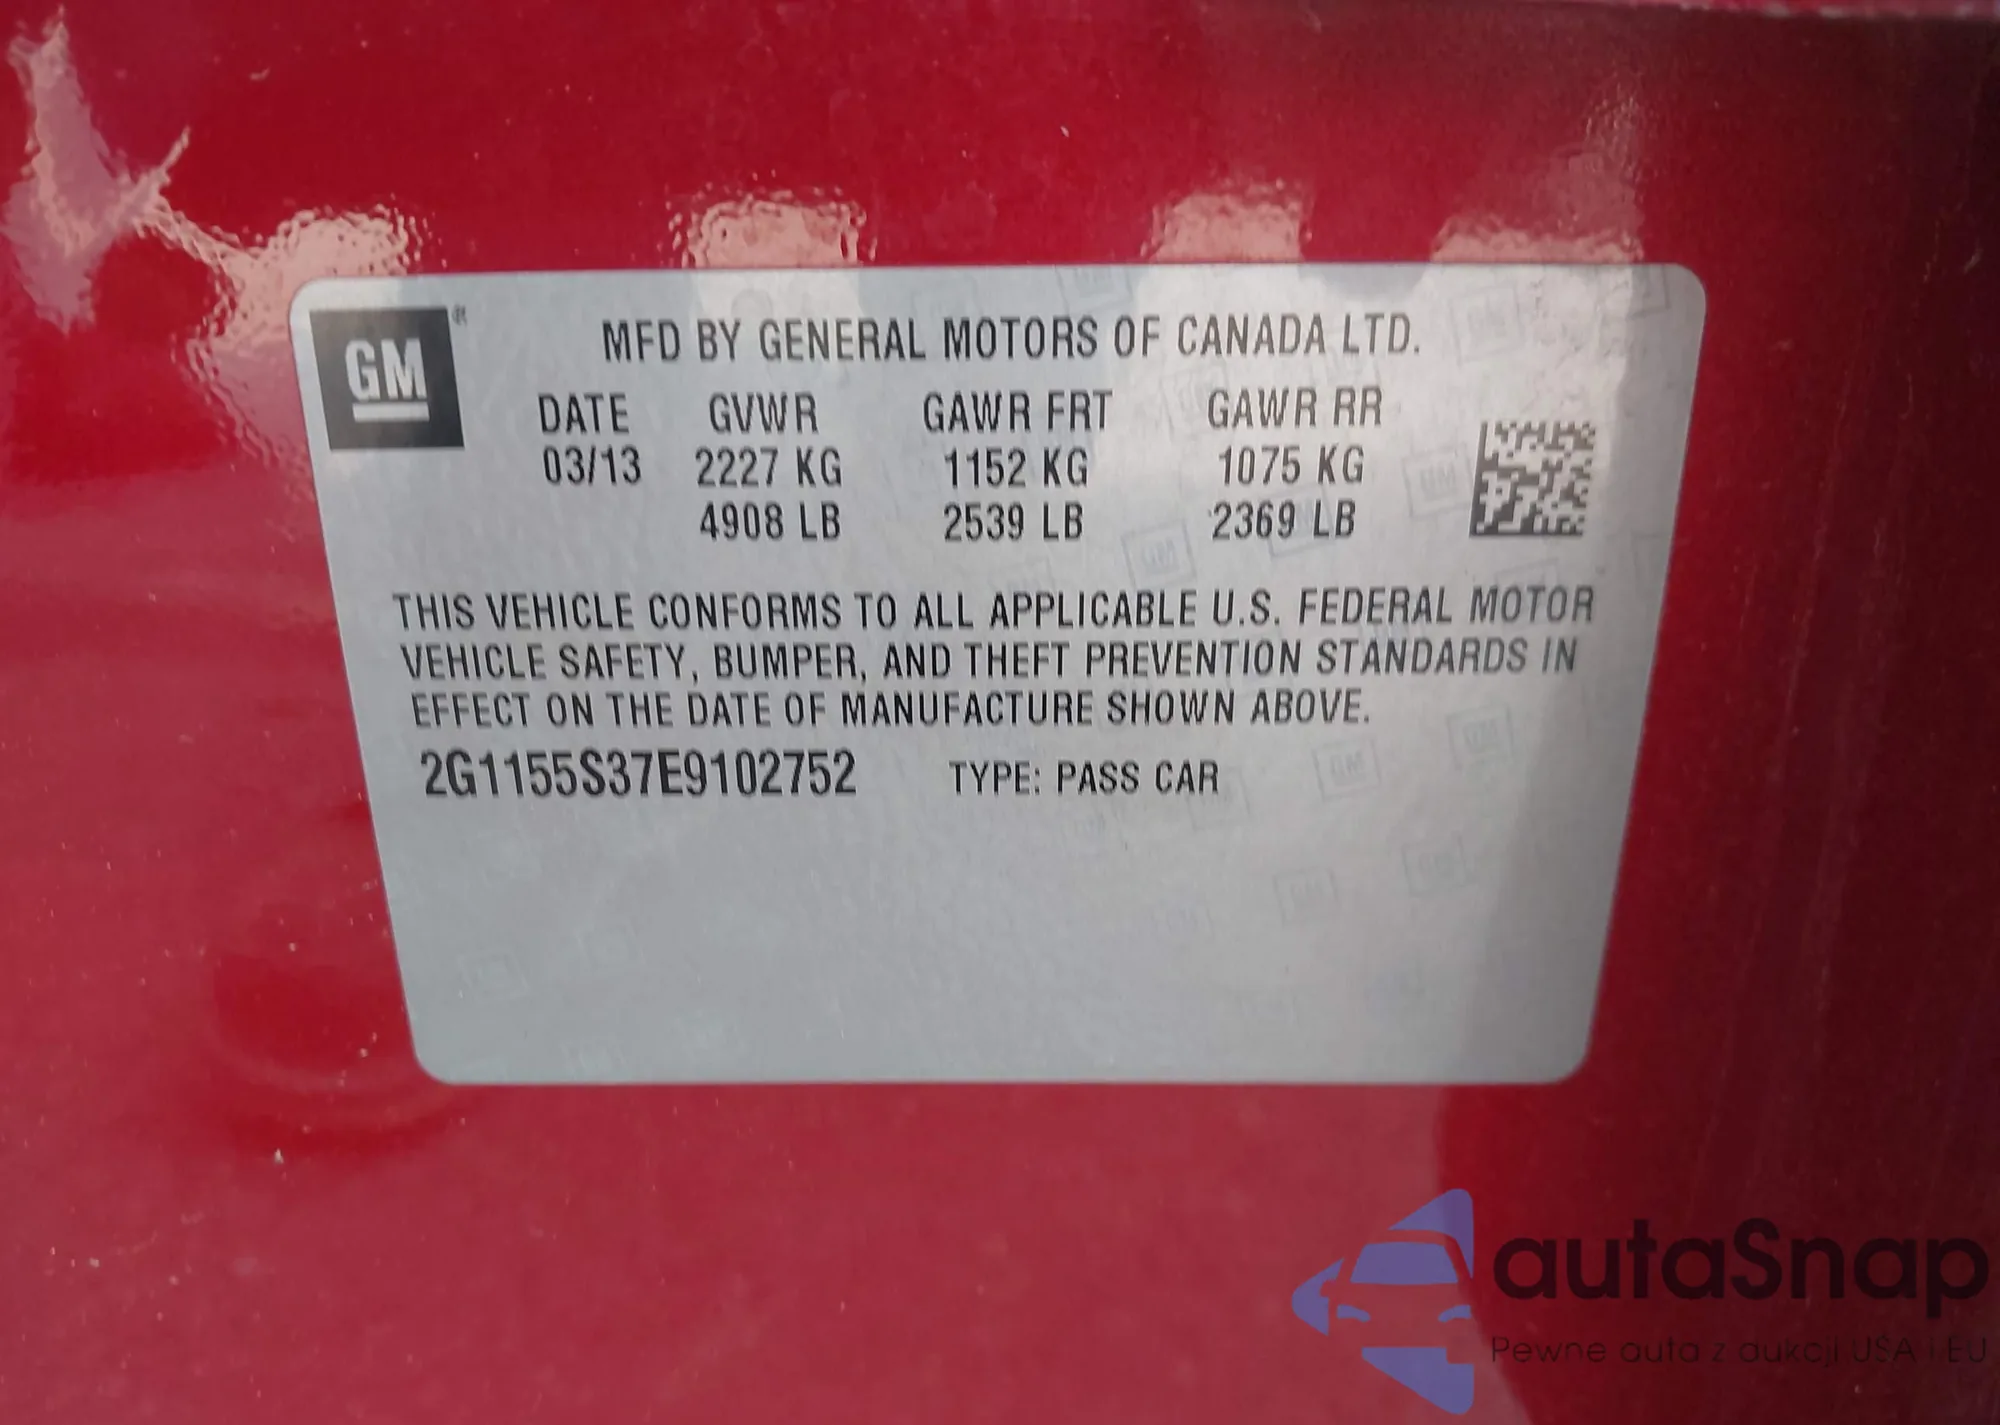 GM ®
MFD BY GENERAL MOTORS OF CANADA LTD.
DATE GVWR GAWR FRT GAWR RR
03/13 2227 KG 1152 KG 1075 KG
4908 LB 2539 LB 2369 LB
THIS VEHICLE CONFORMS TO ALL APPLICABLE U.S. FEDERAL MOTOR
VEHICLE SAFETY, BUMPER, AND THEFT PREVENTION STANDARDS IN
EFFECT ON THE DATE OF MANUFACTURE SHOWN ABOVE.
2G1155S37E9102752 TYPE: PASS CAR
autaSnap
Pewne auta z aukcji USA i EU